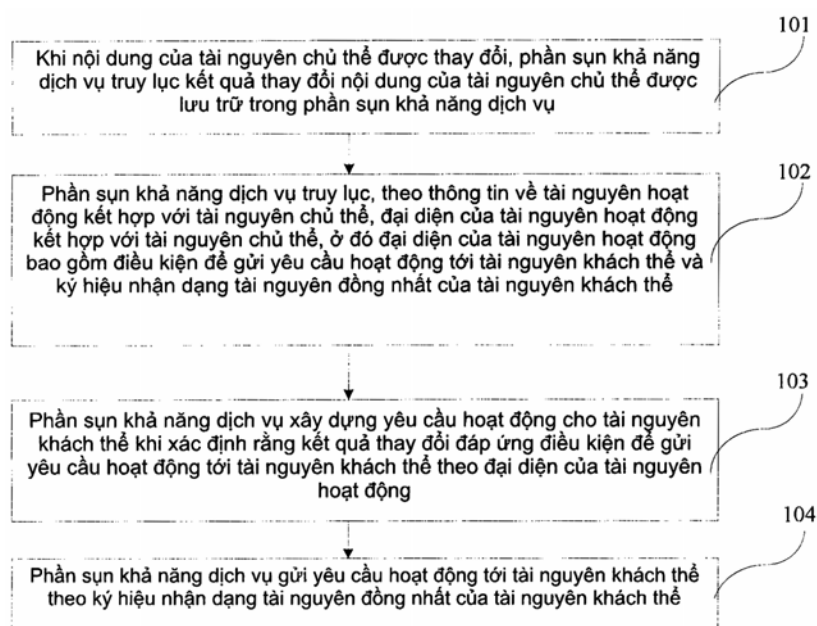 101
Khi nội dung của tài nguyên chủ thể được thay đổi, phần sụn khả năng
dịch vụ truy lục kết quả thay đổi nội dung của tài nguyên chủ thể được
lưu trữ trong phần sụn khả năng dịch vụ
102
Phần sụn khả năng dịch vụ truy lục, theo thông tin về tài nguyên hoạt
động kết hợp với tài nguyên chủ thể, đại diện của tài nguyên hoạt động
kết hợp với tài nguyên chủ thể, ở đó đại diện của tài nguyên hoạt động
bao gồm điều kiện để gửi yêu cầu hoạt động tới tài nguyên khách thể và
ký hiệu nhận dạng tài nguyên đồng nhất của tài nguyên khách thể
103
Phần sụn khả năng dịch vụ xây dựng yêu cầu hoạt động cho tài nguyên
khách thể khi xác định rằng kết quả thay đổi đáp ứng điều kiện để gửi
yêu cầu hoạt động tới tài nguyên khách thể theo đại diện của tài nguyên
hoạt động
104
Phần sụn khả năng dịch vụ gửi yêu cầu hoạt động tới tài nguyên khách thể
theo ký hiệu nhận dạng tài nguyên đồng nhất của tài nguyên khách thể